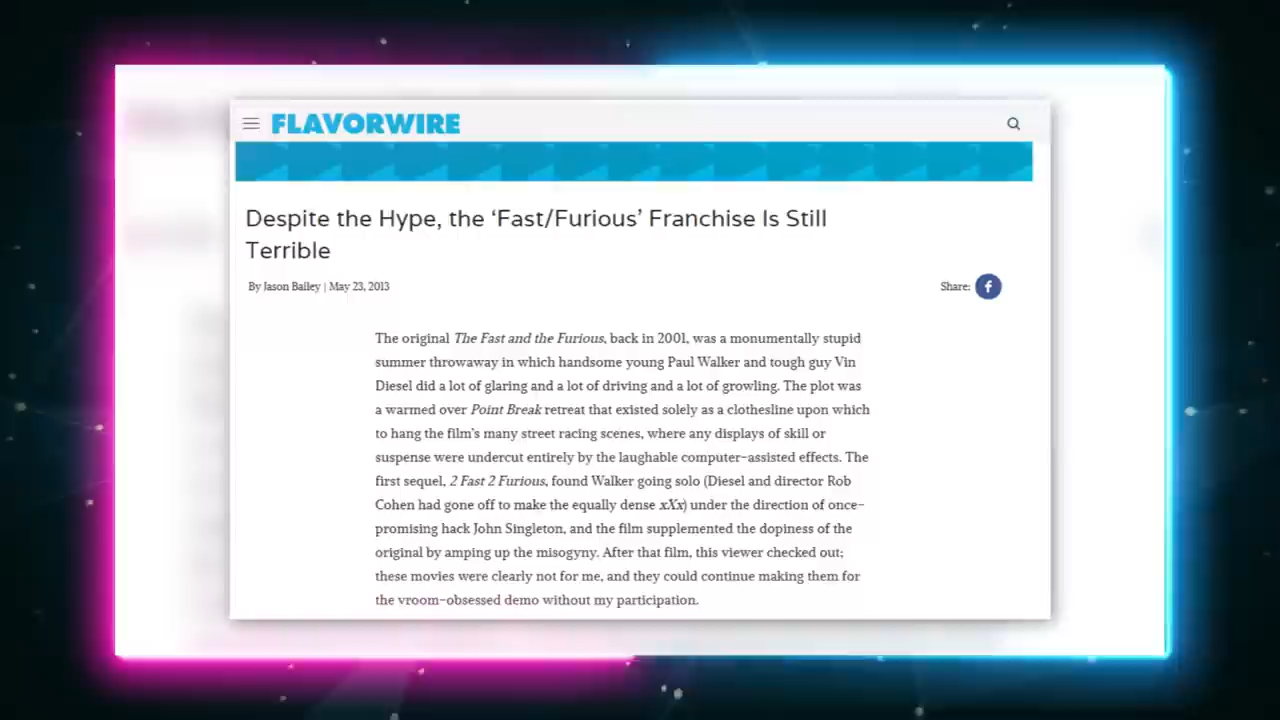 FLAVORWIRE
Despite the Hype, the ‘Fast/Furious’ Franchise Is Still
Terrible
By Jason Bailey | May 23, 2013
Share:
The original The Fast and the Furious, back in 2001, was a monumentally stupid
summer throwaway in which handsome young Paul Walker and tough guy Vin
Diesel did a lot of glaring and a lot of driving and a lot of growling. The plot was
a warmed over Point Break retreat that existed solely as a clothesline upon which
to hang the film's many street racing scenes, where any displays of skill or
suspense were undercut entirely by the laughable computer-assisted effects. The
first sequel, 2 Fast 2 Furious, found Walker going solo (Diesel and director Rob
Cohen had gone off to make the equally dense xXx) under the direction of once-
promising hack John Singleton, and the film supplemented the dopiness of the
original by amping up the misogyny. After that film, this viewer checked out;
these movies were clearly not for me, and they could continue making them for
the vroom-obsessed demo without my participation.